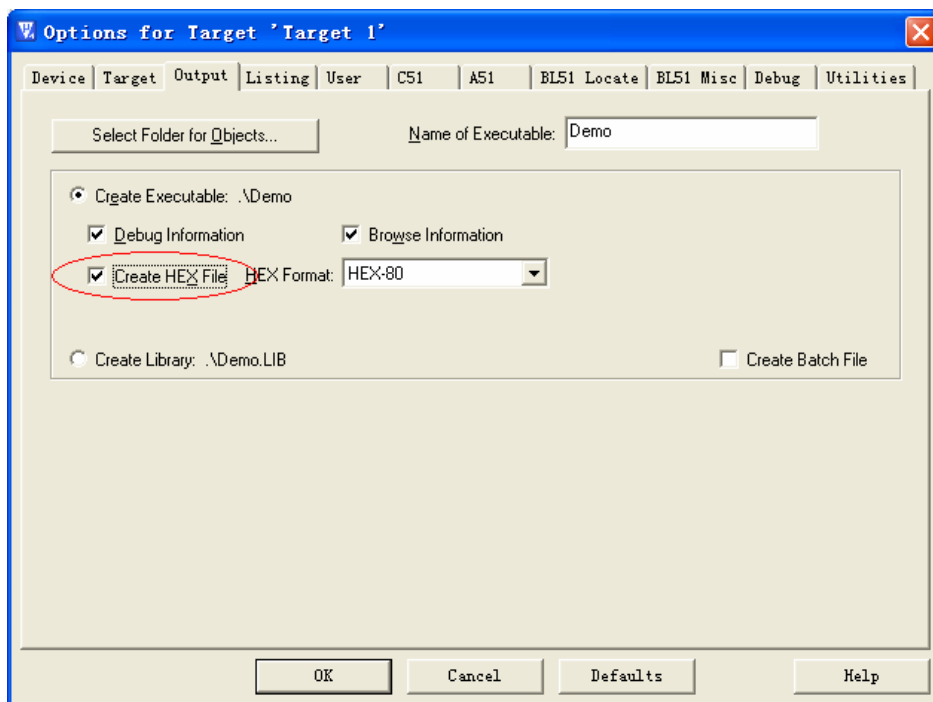 Options for Target 'Target 1'
Device Target Output Listing User C51 A51 BL51 Locate BL51 Misc Debug Utilities
Select Folder for Objects... Name of Executable: Demo
Create Executable: .\Demo
Debug Information Browse Information
Create HEX File HEX Format: HEX-80
Create Library: .\Demo.LIB Create Batch File
OK Cancel Defaults Help